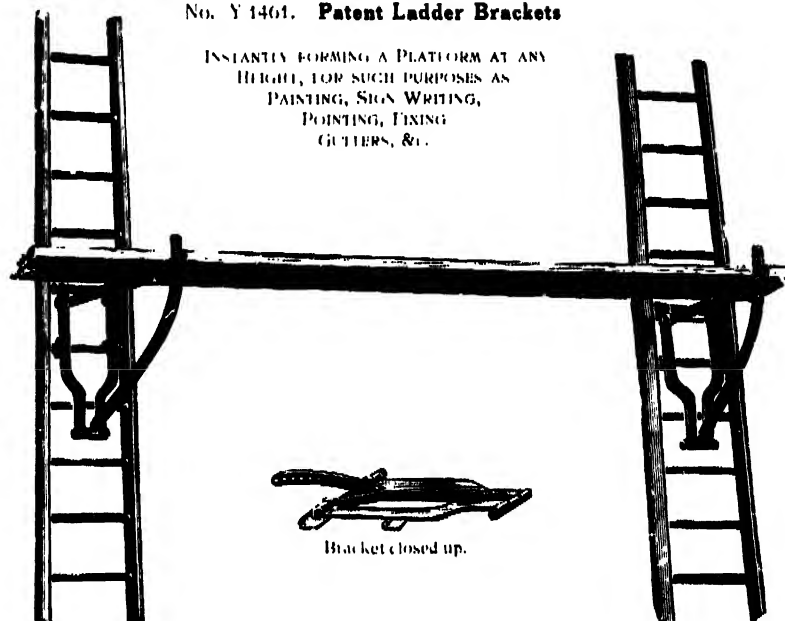 No. Y 1461. Patent Ladder Brackets
INSTANTLY FORMING A PLATFORM AT ANY
HEIGHT, FOR SUCH PURPOSES AS
PAINTING, SIGN WRITING,
POINTING, FIXING
GUTTERS, &c.
Bracket closed up.